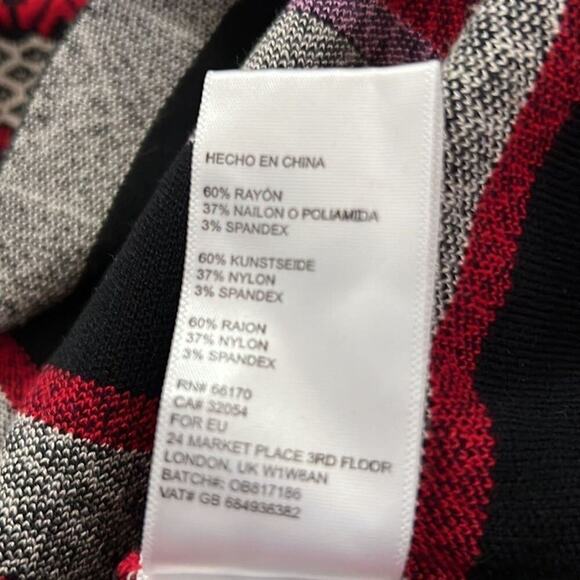 HECHO EN CHINA
60% RAYÓN
37% NAILON O POLIAMIDA
3% SPANDEX
60% KUNSTSEIDE
37% NYLON
3% SPANDEX
60% RAION
37% NYLON
3% SPANDEX
RN# 66170
CA# 32054
FOR EU
24 MARKET PLACE 3RD FLOOR
LONDON, UK W1W8AN
BATCH#: OB817186
VAT# GB 684936382